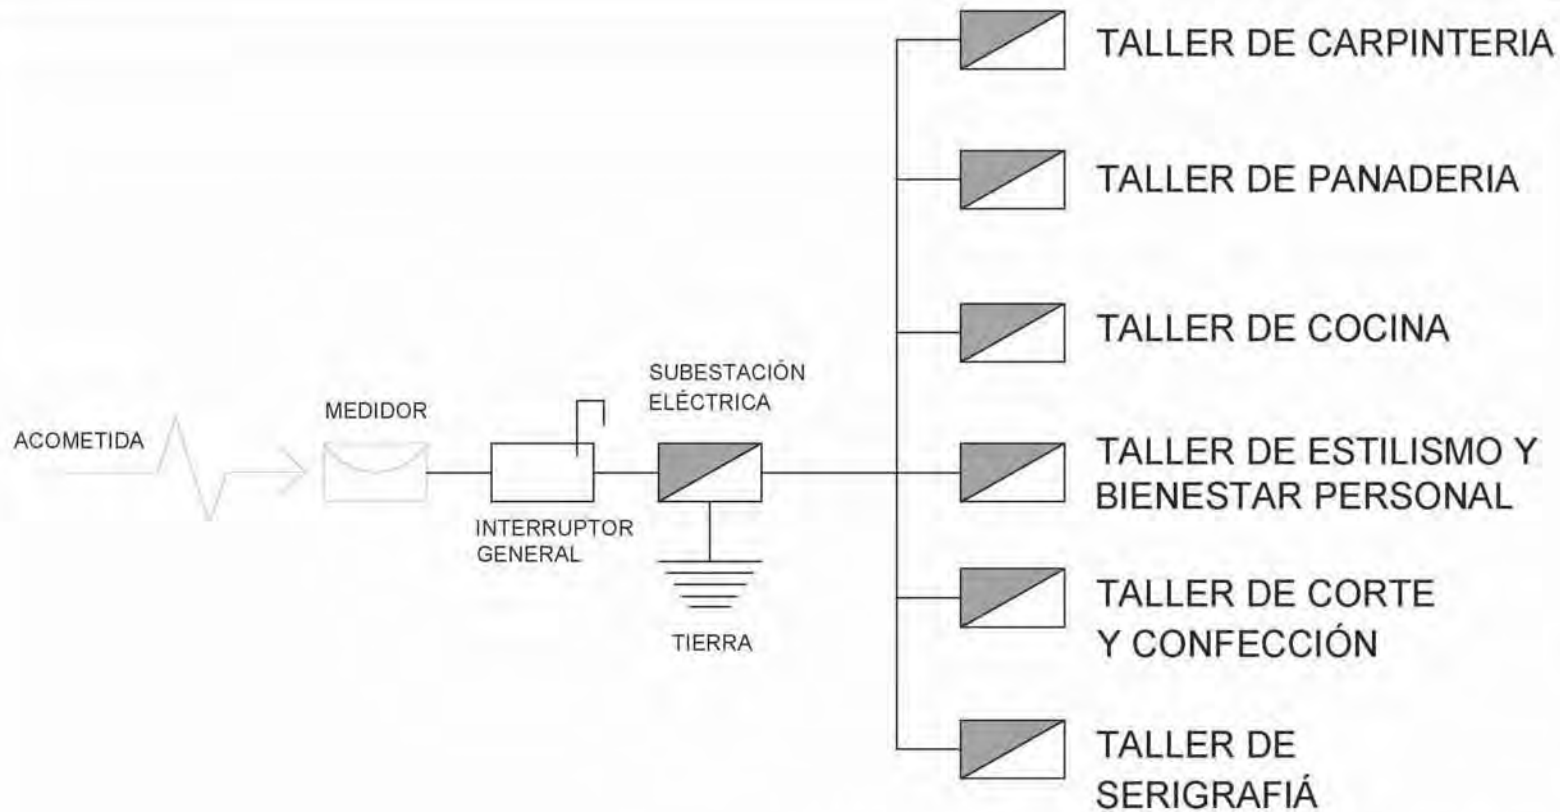 ACOMETIDA
MEDIDOR
INTERRUPTOR
GENERAL
SUBESTACIÓN
ELÉCTRICA
TIERRA
TALLER DE CARPINTERIA
TALLER DE PANADERIA
TALLER DE COCINA
TALLER DE ESTILISMO Y
BIENESTAR PERSONAL
TALLER DE CORTE
Y CONFECCIÓN
TALLER DE
SERIGRAFIÁ